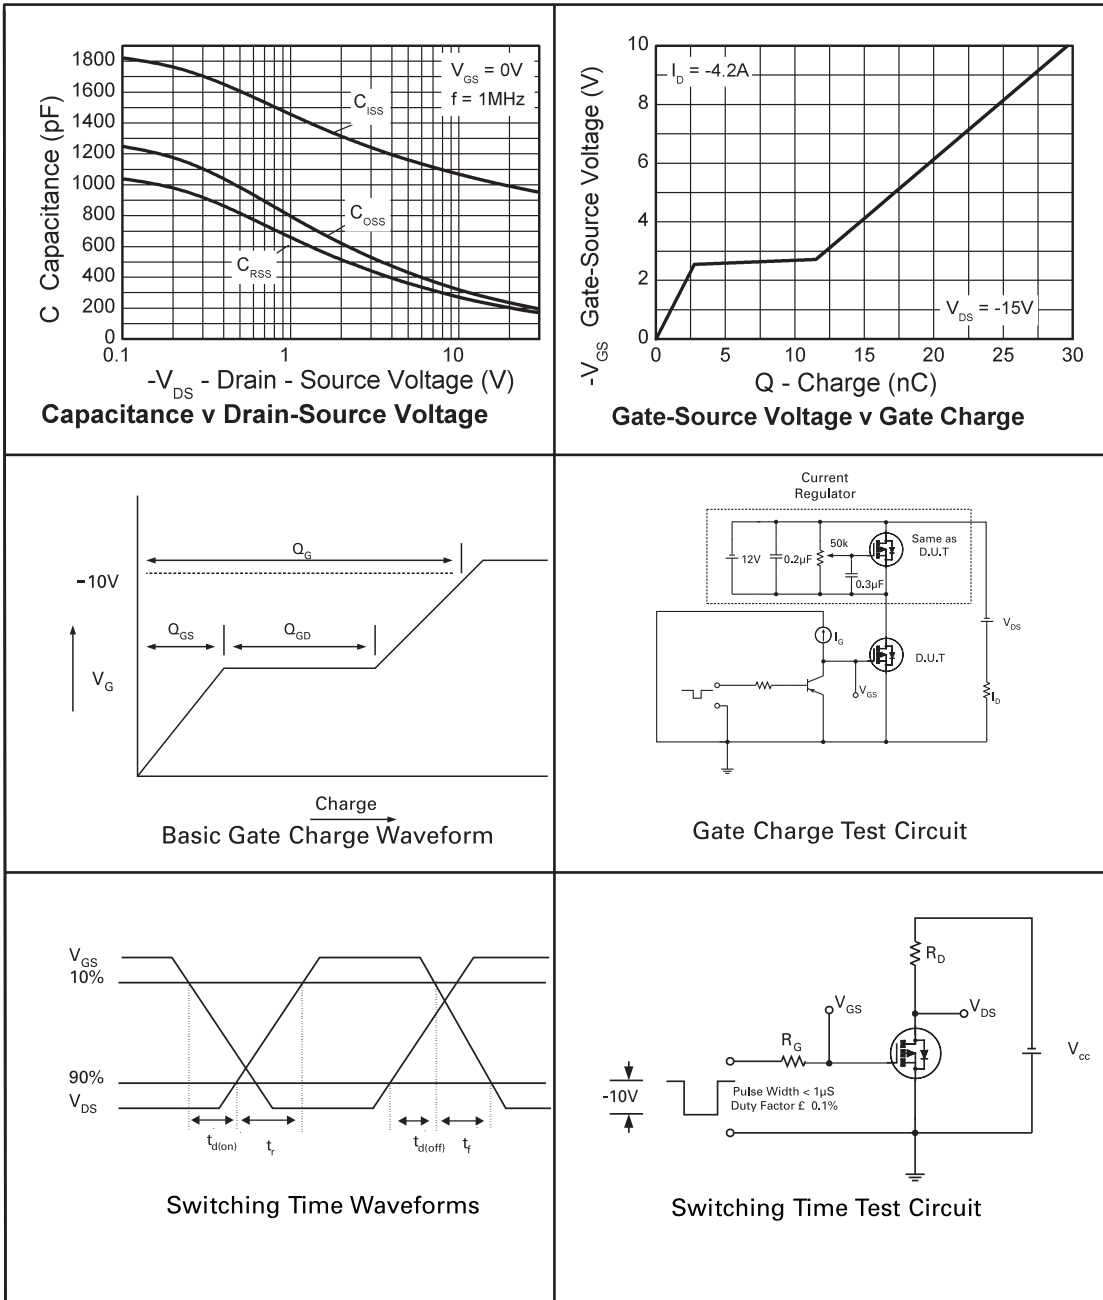 1800
1600
1400
1200
1000
800
600
400
200
0
0.1
1
10
C Capacitance (pF)
V_GS = 0V
f = 1MHz
C_ISS
C_OSS
C_RSS
-V_DS - Drain - Source Voltage (V)
Capacitance v Drain-Source Voltage
10
8
6
4
2
0
0
5
10
15
20
25
30
-V_GS Gate-Source Voltage (V)
I_D = -4.2A
V_DS = -15V
Q - Charge (nC)
Gate-Source Voltage v Gate Charge
Q_G
-10V
Q_GS
Q_GD
V_G
Charge
Basic Gate Charge Waveform
Current
Regulator
12V
0.2µF
50k
0.3µF
Same as
D.U.T
I_G
V_DS
D.U.T
V_GS
I_D
Gate Charge Test Circuit
V_GS
10%
90%
V_DS
t_d(on)
t_r
t_d(off)
t_f
Switching Time Waveforms
R_D
V_GS
V_DS
R_G
V_cc
-10V
Pulse Width < 1µS
Duty Factor £ 0.1%
Switching Time Test Circuit